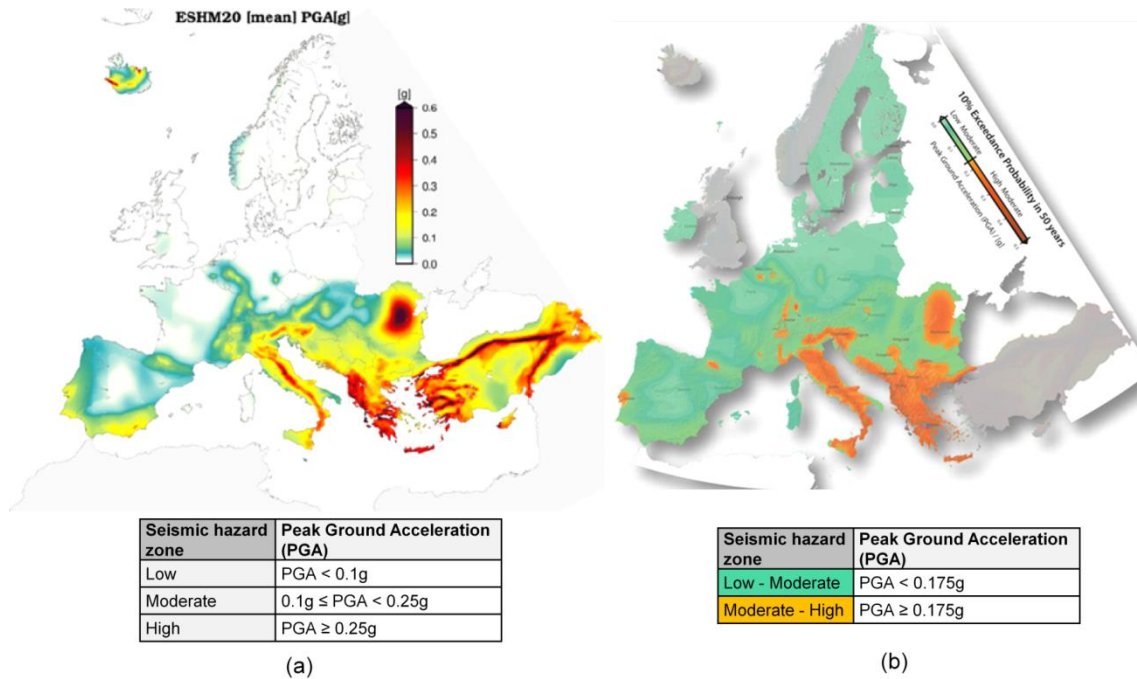 ESHM20 [mean] PGA[g]
[g]
0.6
0.5
0.4
0.3
0.2
0.1
0.0
Seismic hazard zone
Peak Ground Acceleration (PGA)
Low
PGA < 0.1g
Moderate
0.1g ≤ PGA < 0.25g
High
PGA ≥ 0.25g
(a)
10% Exceedance Probability in 50 years
Low Moderate
High Moderate
Peak Ground Acceleration (PGA) / [g]
Seismic hazard zone
Peak Ground Acceleration (PGA)
Low - Moderate
PGA < 0.175g
Moderate - High
PGA ≥ 0.175g
(b)